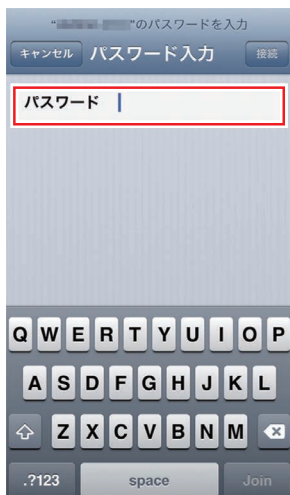 "のパスワードを入力
キャンセル パスワード入力 接続
パスワード
Q W E R T Y U I O P
A S D F G H J K L
Z X C V B N M
.?123 space Join